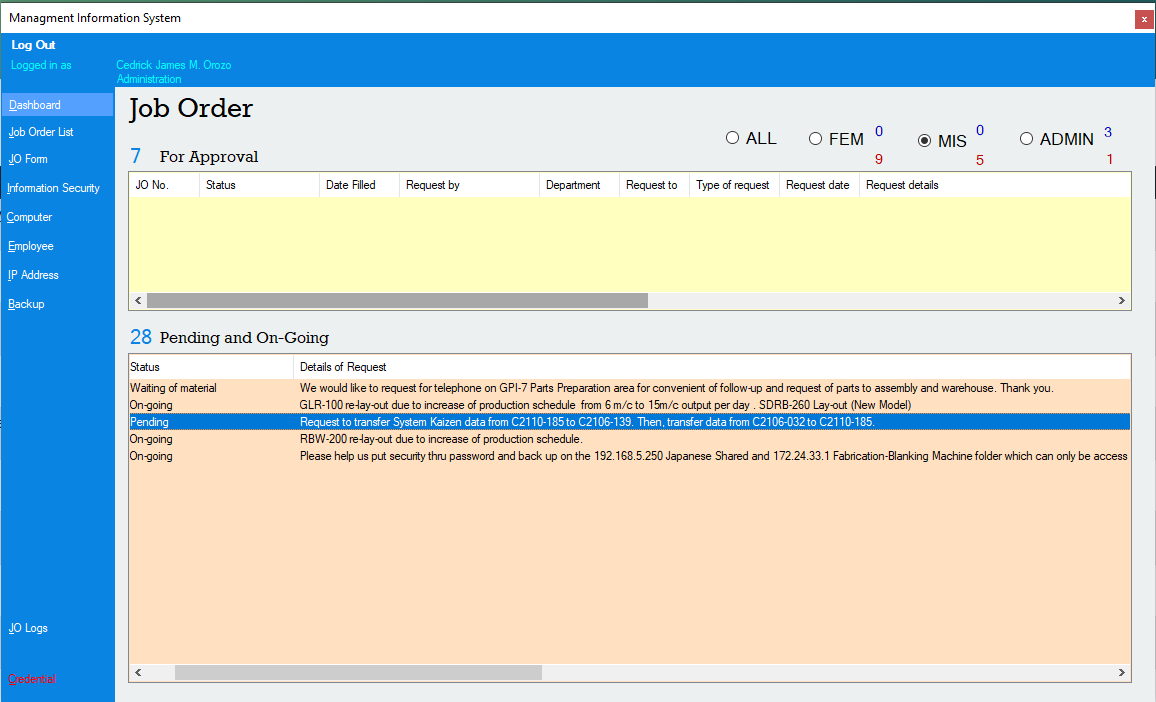 Managment Information System
x
Log Out
Logged in as Cedrick James M. Orozo
Administration
Dashboard
Job Order List
JO Form
Information Security
Computer
Employee
IP Address
Backup
JO Logs
Credential
Job Order
ALL FEM 0 9 MIS 0 5 ADMIN 3 1
7 For Approval
JO No. Status Date Filled Request by Department Request to Type of request Request date Request details
28 Pending and On-Going
Status Details of Request
Waiting of material We would like to request for telephone on GPI-7 Parts Preparation area for convenient of follow-up and request of parts to assembly and warehouse. Thank you.
On-going GLR-100 re-lay-out due to increase of production schedule from 6 m/c to 15m/c output per day . SDRB-260 Lay-out (New Model)
Pending Request to transfer System Kaizen data from C2110-185 to C2106-139. Then, transfer data from C2106-032 to C2110-185.
On-going RBW-200 re-lay-out due to increase of production schedule.
On-going Please help us put security thru password and back up on the 192.168.5.250 Japanese Shared and 172.24.33.1 Fabrication-Blanking Machine folder which can only be access